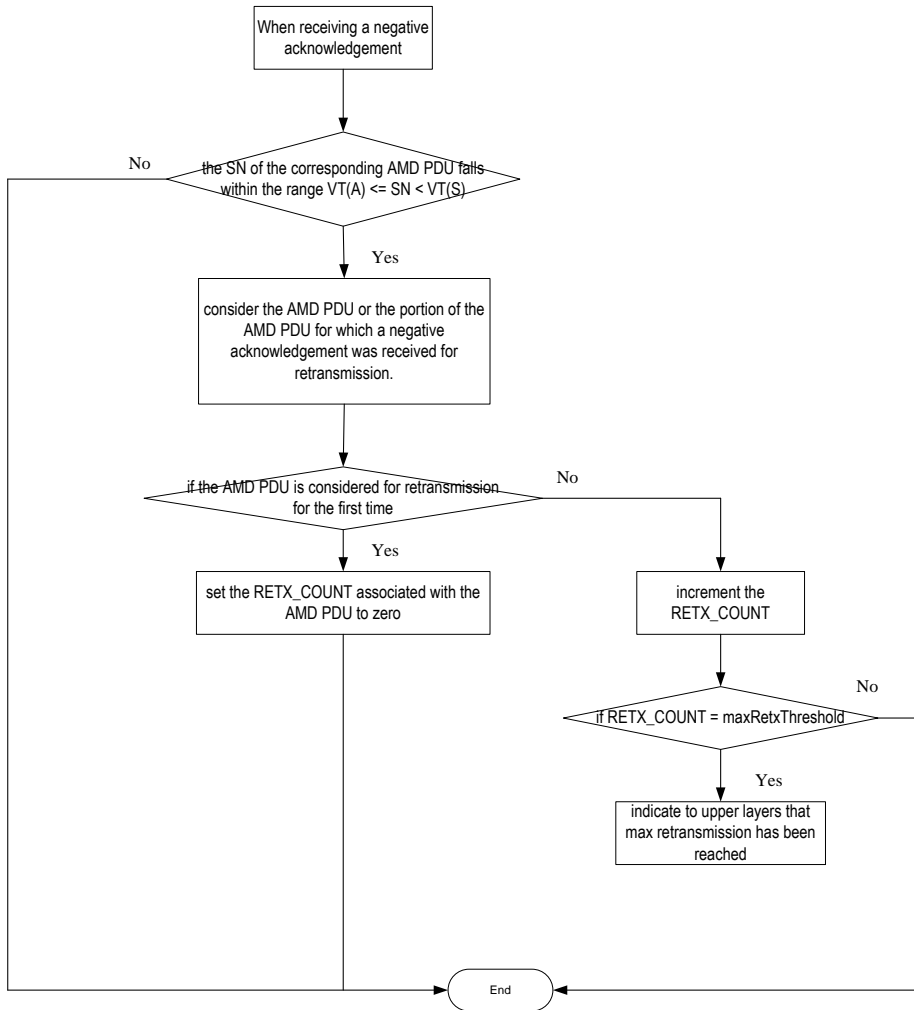 When receiving a negative
acknowledgement
No
the SN of the corresponding AMD PDU falls
within the range VT(A) <= SN < VT(S)
Yes
consider the AMD PDU or the portion of the
AMD PDU for which a negative
acknowledgement was received for
retransmission.
if the AMD PDU is considered for retransmission
for the first time
No
Yes
set the RETX_COUNT associated with the
AMD PDU to zero
increment the
RETX_COUNT
No
if RETX_COUNT = maxRetxThreshold
Yes
indicate to upper layers that
max retransmission has been
reached
End